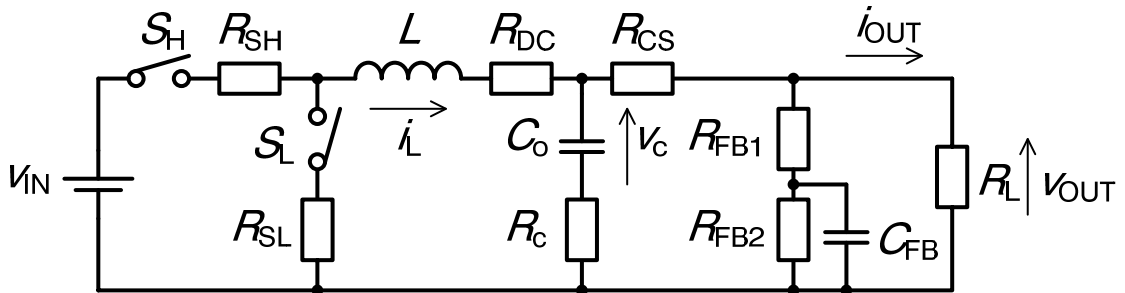 S_H R_SH L R_DC R_CS i_OUT
S_L i_L C_o v_C R_FB1
v_IN R_L v_OUT
R_SL R_C R_FB2 C_FB